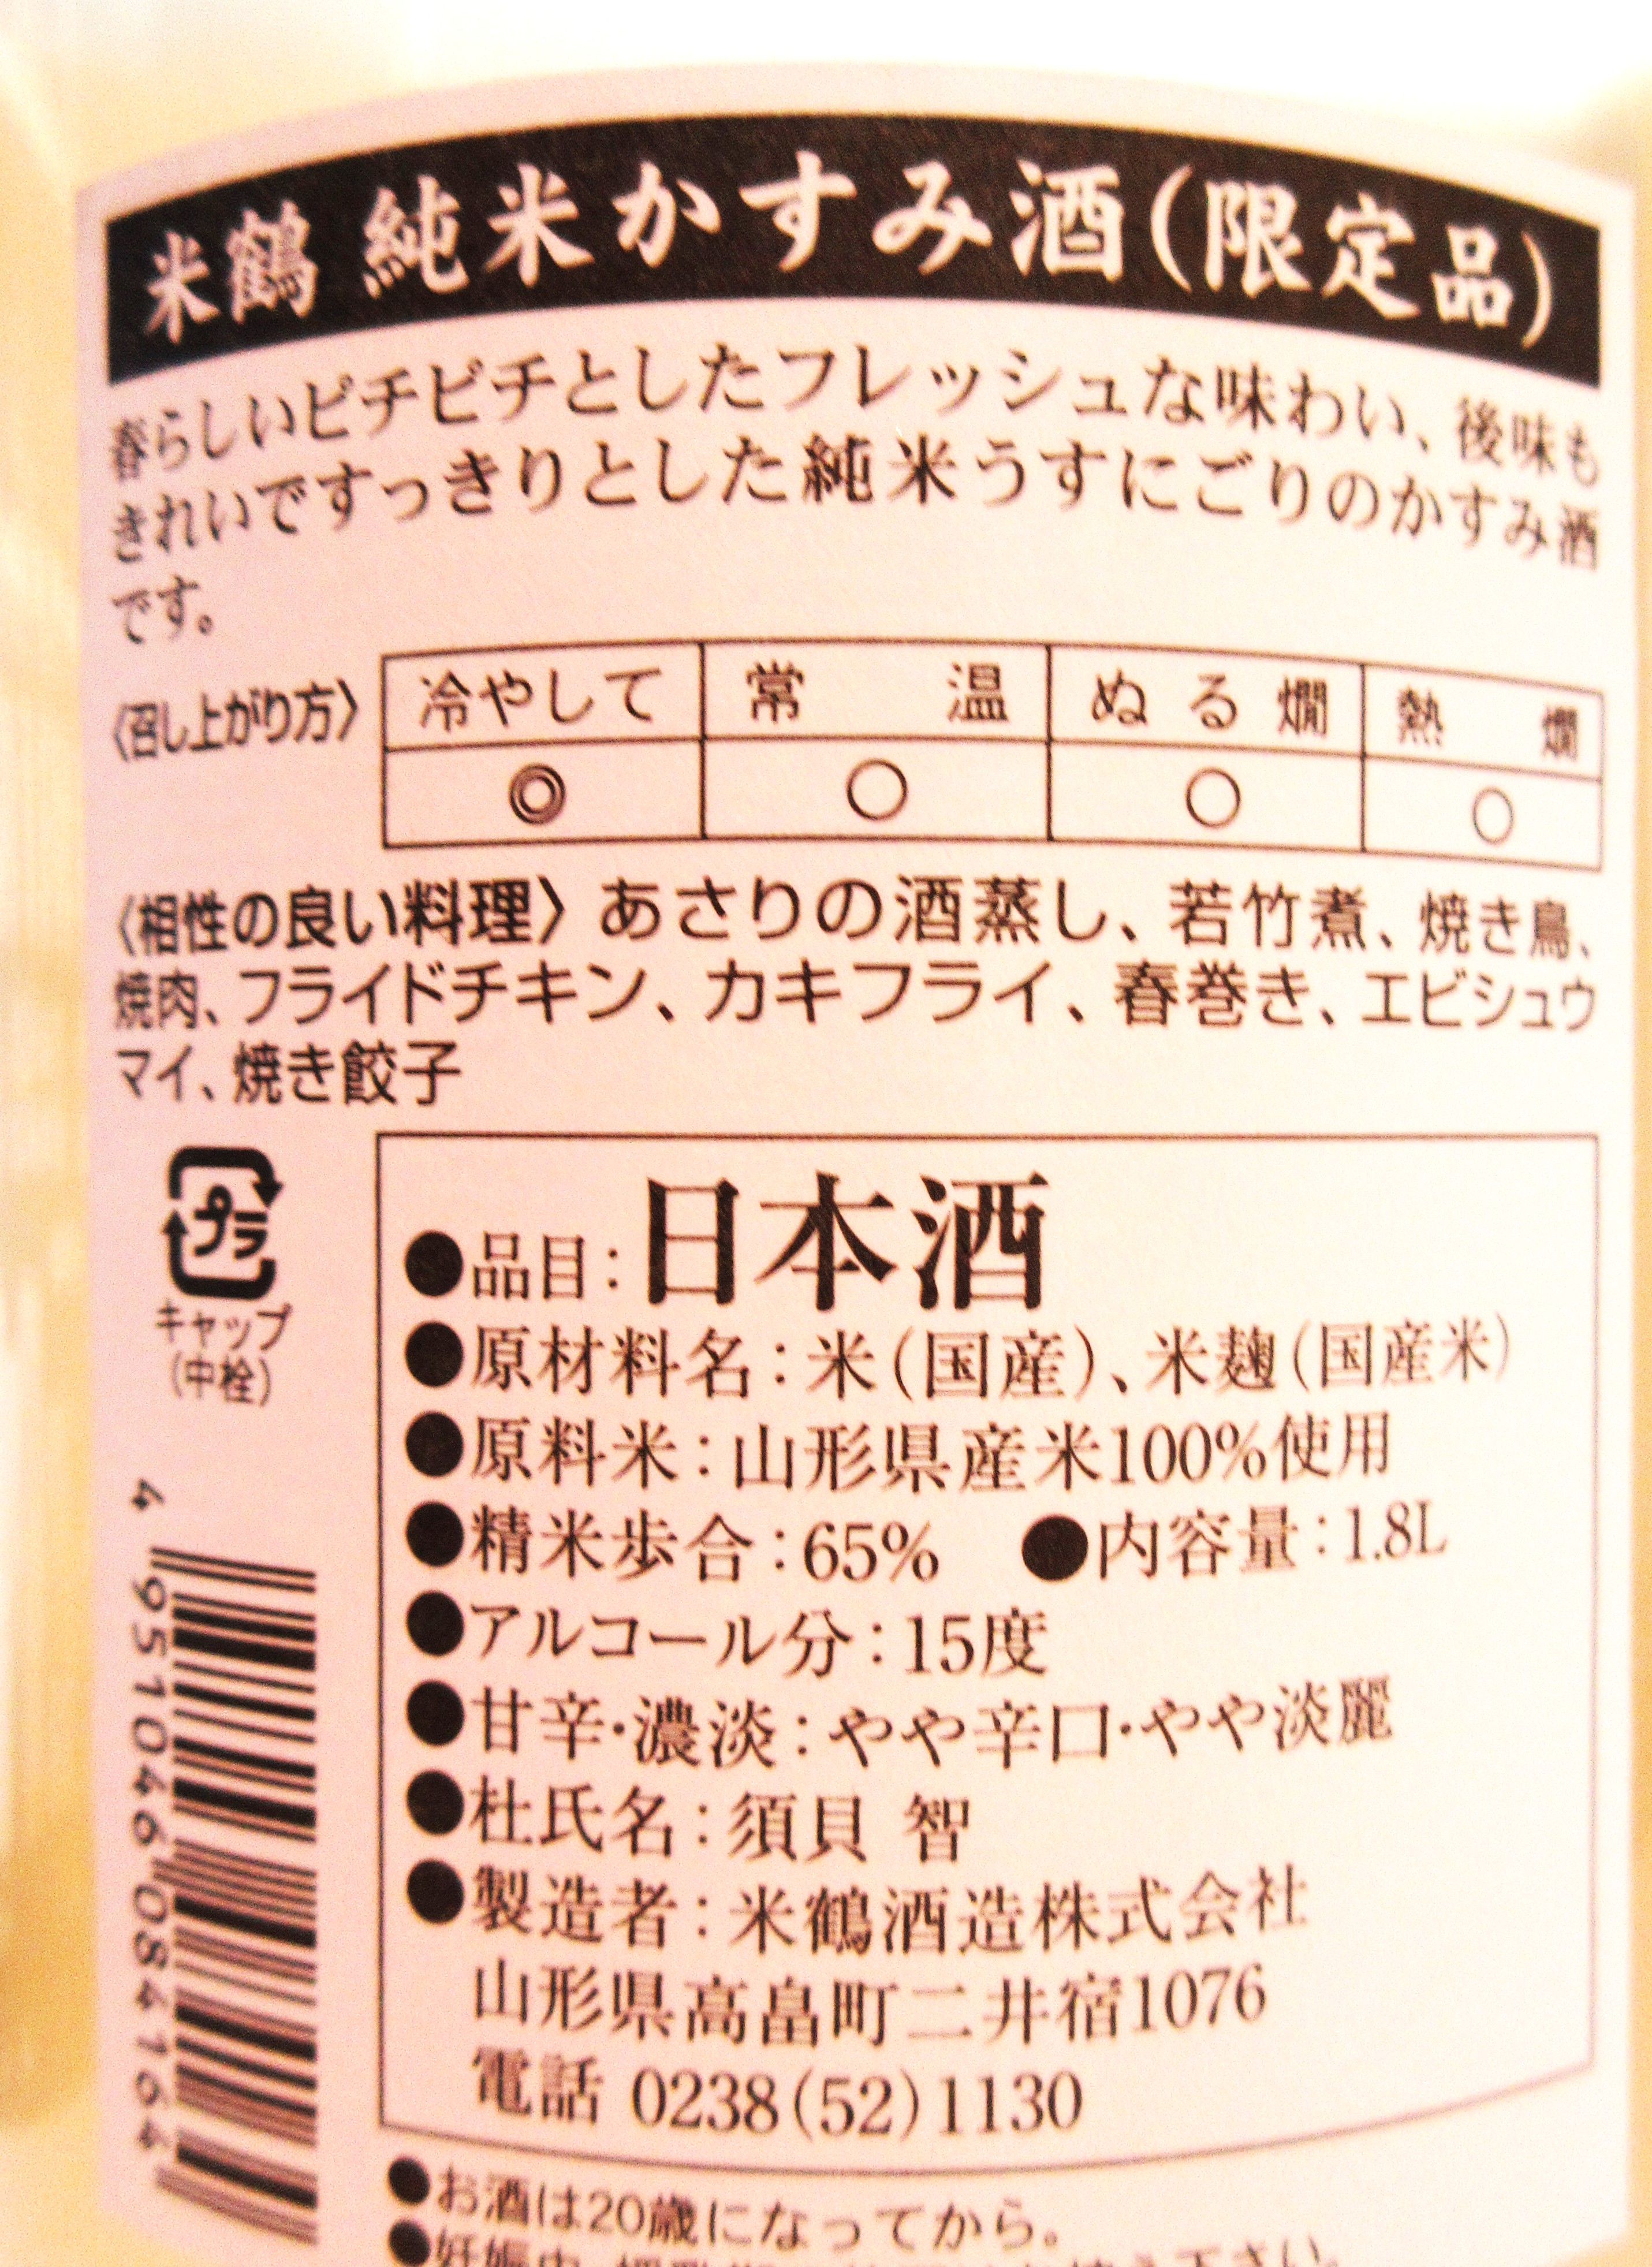 米鶴 純米かすみ酒(限定品)
春らしいピチピチとしたフレッシュな味わい、後味も
きれいですっきりとした純米うすにごりのかすみ酒
です。
〈召し上がり方〉 冷やして 常温 ぬる燗 熱燗
◎ ○ ○ ○
〈相性の良い料理〉あさりの酒蒸し、若竹煮、焼き鳥、
焼肉、フライドチキン、カキフライ、春巻き、エビシュウ
マイ、焼き餃子
プラ
キャップ
(中栓)
4 951046 084164
●品目:日本酒
●原材料名:米(国産)、米麹(国産米)
●原料米:山形県産米100%使用
●精米歩合:65% ●内容量:1.8L
●アルコール分:15度
●甘辛・濃淡:やや辛口・やや淡麗
●杜氏名:須貝 智
●製造者:米鶴酒造株式会社
山形県高畠町二井宿1076
電話 0238(52)1130
●お酒は20歳になってから。